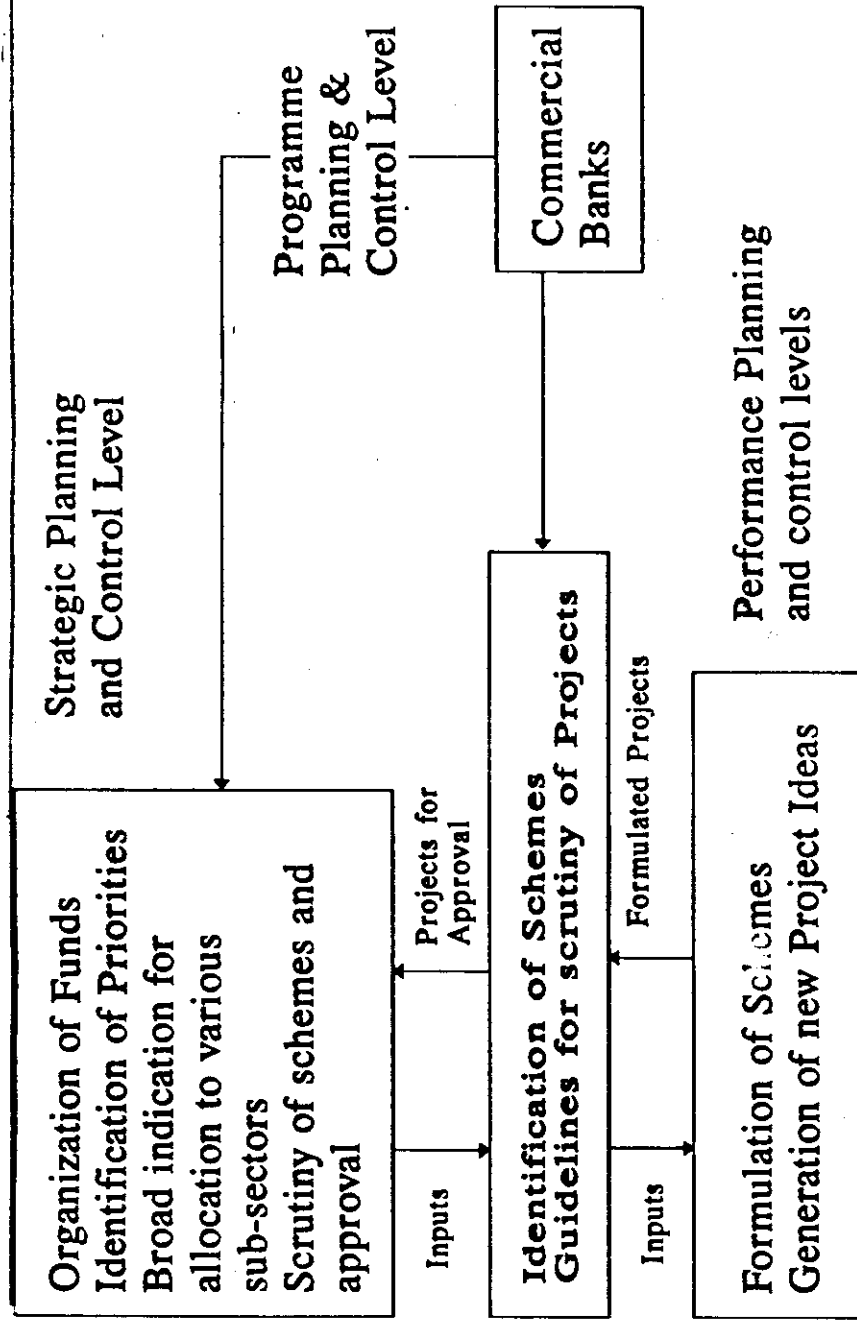 Organization of Funds
Identification of Priorities
Broad indication for
allocation to various
sub-sectors
Scrutiny of schemes and
approval
Strategic Planning
and Control Level
Inputs
Projects for
Approval
Programme
Planning &
Control Level
Identification of Schemes
Guidelines for scrutiny of Projects
Commercial
Banks
Inputs
Formulated Projects
Formulation of Schemes
Generation of new Project Ideas
Performance Planning
and control levels